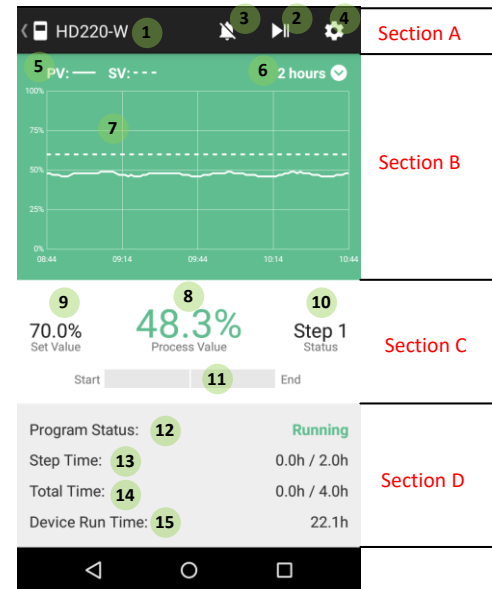 HD220-W 1 3 2 4 Section A
5 PV: SV: 6 2 hours
100%
75% 7
50% Section B
25%
0%
08:44 09:14 09:44 10:14 10:44
9 8 10
70.0% 48.3% Step 1
Set Value Process Value Status Section C
Start 11 End
Program Status: 12 Running
Step Time: 13 0.0h / 2.0h
Total Time: 14 0.0h / 4.0h Section D
Device Run Time: 15 22.1h